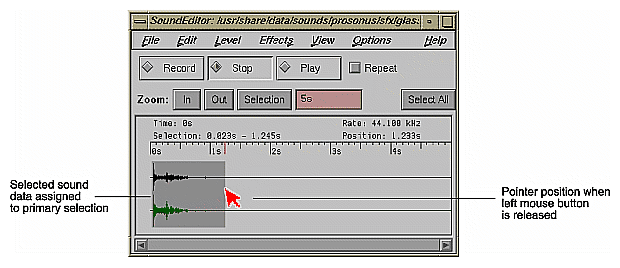 SoundEditor: /usr/share/data/sounds/prosonus/sfx/glas
File Edit Level Effects View Options Help
Record Stop Play Repeat
Zoom: In Out Selection 5s Select All
Time: 0s Rate: 44.100 kHz
Selection: 0.023s - 1.245s Position: 1.233s
0s 1s 2s 3s 4s
Selected sound
data assigned
to primary selection
Pointer position when
left mouse button
is released